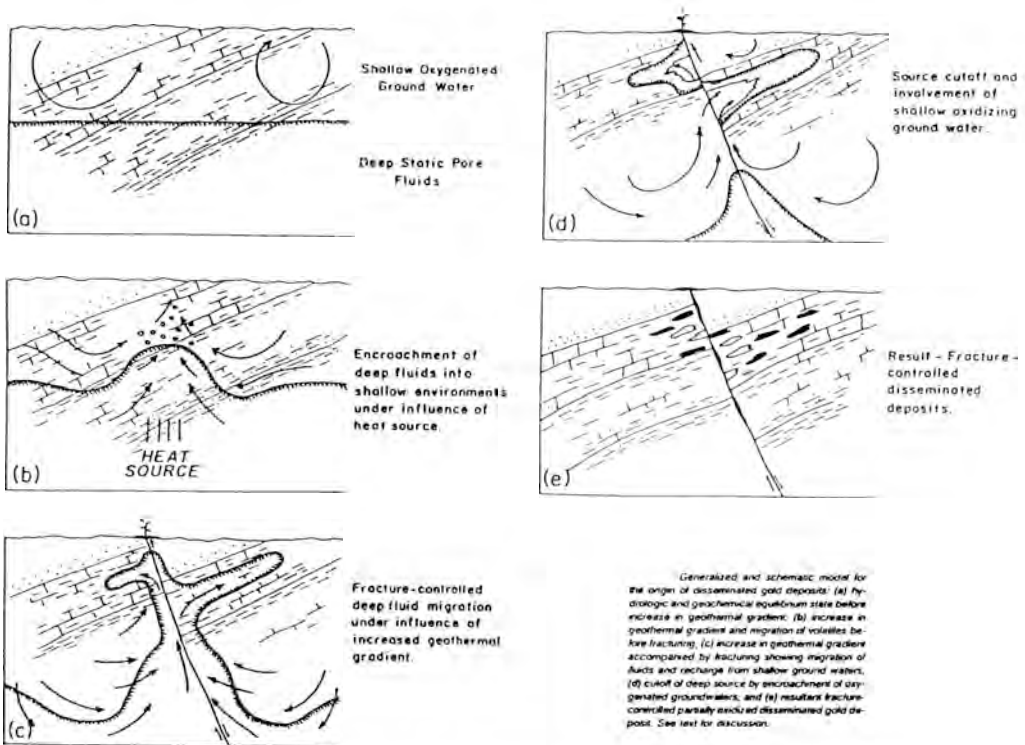 (a)
Shallow Oxygenated
Ground Water
Deep Static Pore
Fluids
(b)
HEAT
SOURCE
Encroachment of
deep fluids into
shallow environments
under influence of
heat source.
(c)
Fracture-controlled
deep fluid migration
under influence of
increased geothermal
gradient.
(d)
Source cutoff and
involvement of
shallow oxidizing
ground water.
(e)
Result - Fracture-
controlled
disseminated
deposits.
Generalized and schematic model for
the origin of disseminated gold deposits: (a) hy-
drologic and geochemical equilibrium state before
increase in geothermal gradient; (b) increase in
geothermal gradient and migration of volatiles be-
fore fracturing; (c) increase in geothermal gradient
accompanied by fracturing showing migration of
fluids and recharge from shallow ground waters;
(d) cutoff of deep source by encroachment of oxy-
genated groundwaters; and (e) resultant fracture-
controlled partially oxidized disseminated gold de-
posit. See text for discussion.